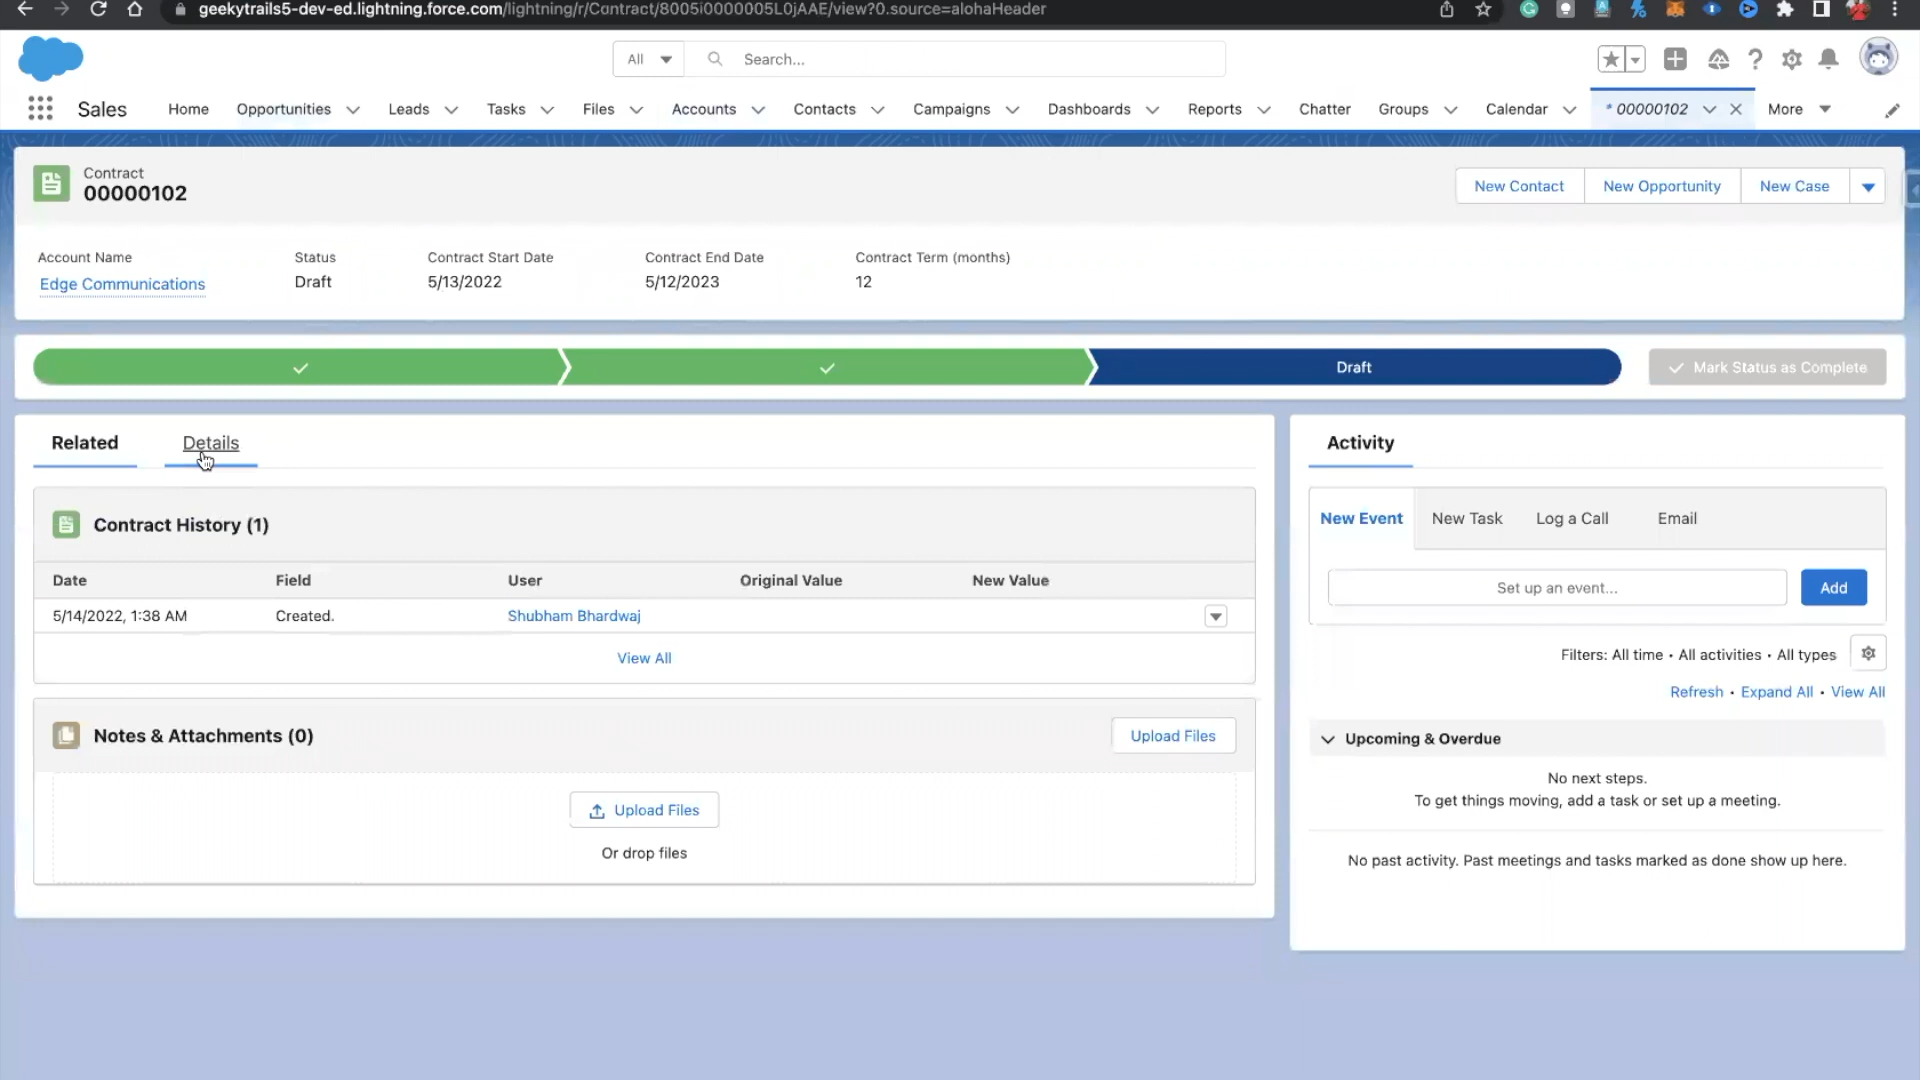 geekytrails5-dev-ed.lightning.force.com/lightning/r/Contract/8005i0000005L0jAAE/view?0.source=alohaHeader
All Search...
Sales Home Opportunities Leads Tasks Files Accounts Contacts Campaigns Dashboards Reports Chatter Groups Calendar * 00000102 More
Contract
00000102
New Contact New Opportunity New Case
Account Name Status Contract Start Date Contract End Date Contract Term (months)
Edge Communications Draft 5/13/2022 5/12/2023 12
Draft Mark Status as Complete
Related Details
Contract History (1)
Date Field User Original Value New Value
5/14/2022, 1:38 AM Created. Shubham Bhardwaj
View All
Notes & Attachments (0) Upload Files
Upload Files
Or drop files
Activity
New Event New Task Log a Call Email
Set up an event... Add
Filters: All time • All activities • All types
Refresh • Expand All • View All
Upcoming & Overdue
No next steps.
To get things moving, add a task or set up a meeting.
No past activity. Past meetings and tasks marked as done show up here.